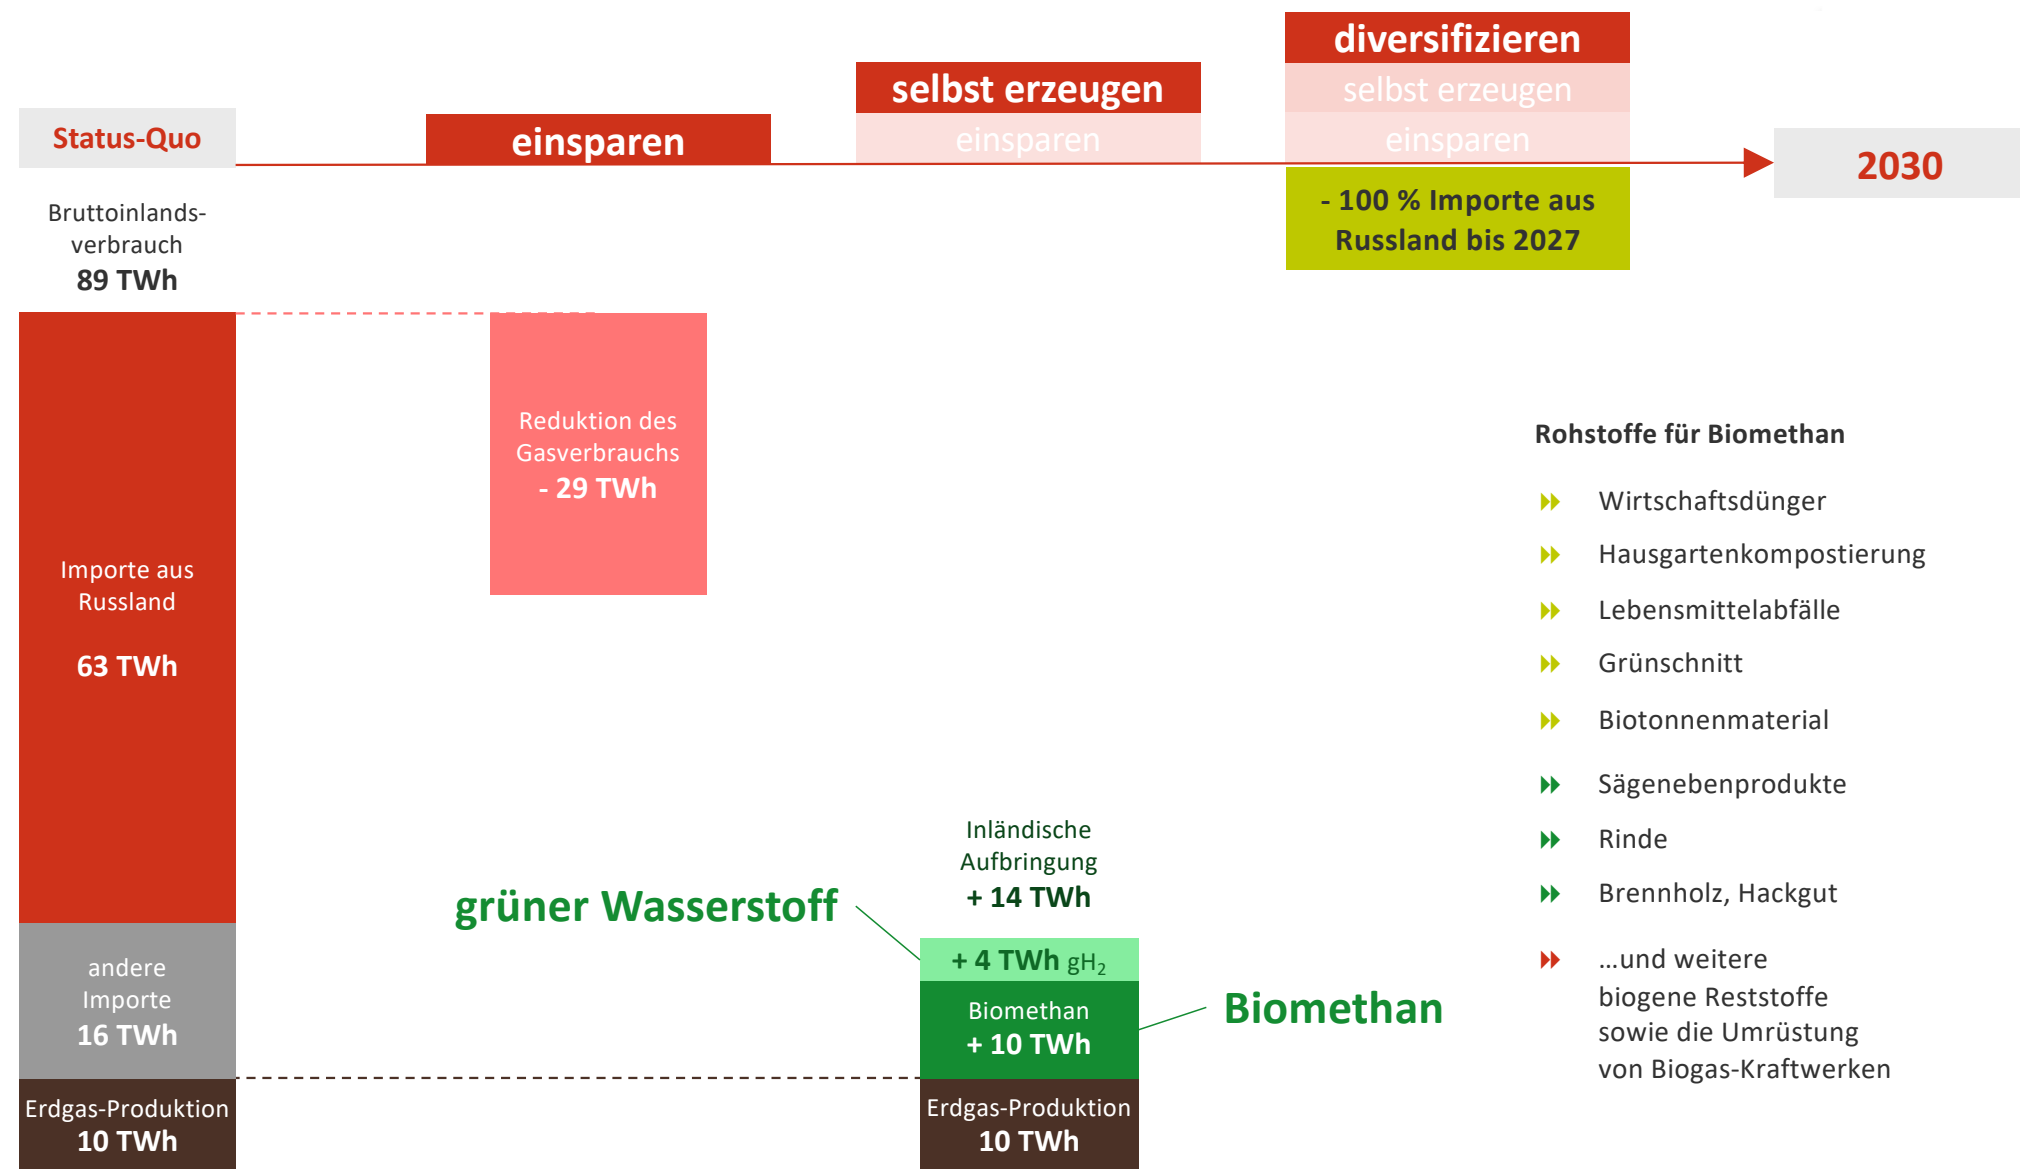 diversifizieren
selbst erzeugen
selbst erzeugen
Status-Quo
einsparen
einsparen
einsparen
2030
- 100 % Importe aus
Russland bis 2027
Bruttoinlands-
verbrauch
89 TWh
Importe aus
Russland
63 TWh
andere
Importe
16 TWh
Erdgas-Produktion
10 TWh
Reduktion des
Gasverbrauchs
- 29 TWh
grüner Wasserstoff
Inländische
Aufbringung
+ 14 TWh
+ 4 TWh gH₂
Biomethan
+ 10 TWh
Erdgas-Produktion
10 TWh
Biomethan
Rohstoffe für Biomethan
Wirtschaftsdünger
Hausgartenkompostierung
Lebensmittelabfälle
Grünschnitt
Biotonnenmaterial
Sägenebenprodukte
Rinde
Brennholz, Hackgut
...und weitere
biogene Reststoffe
sowie die Umrüstung
von Biogas-Kraftwerken